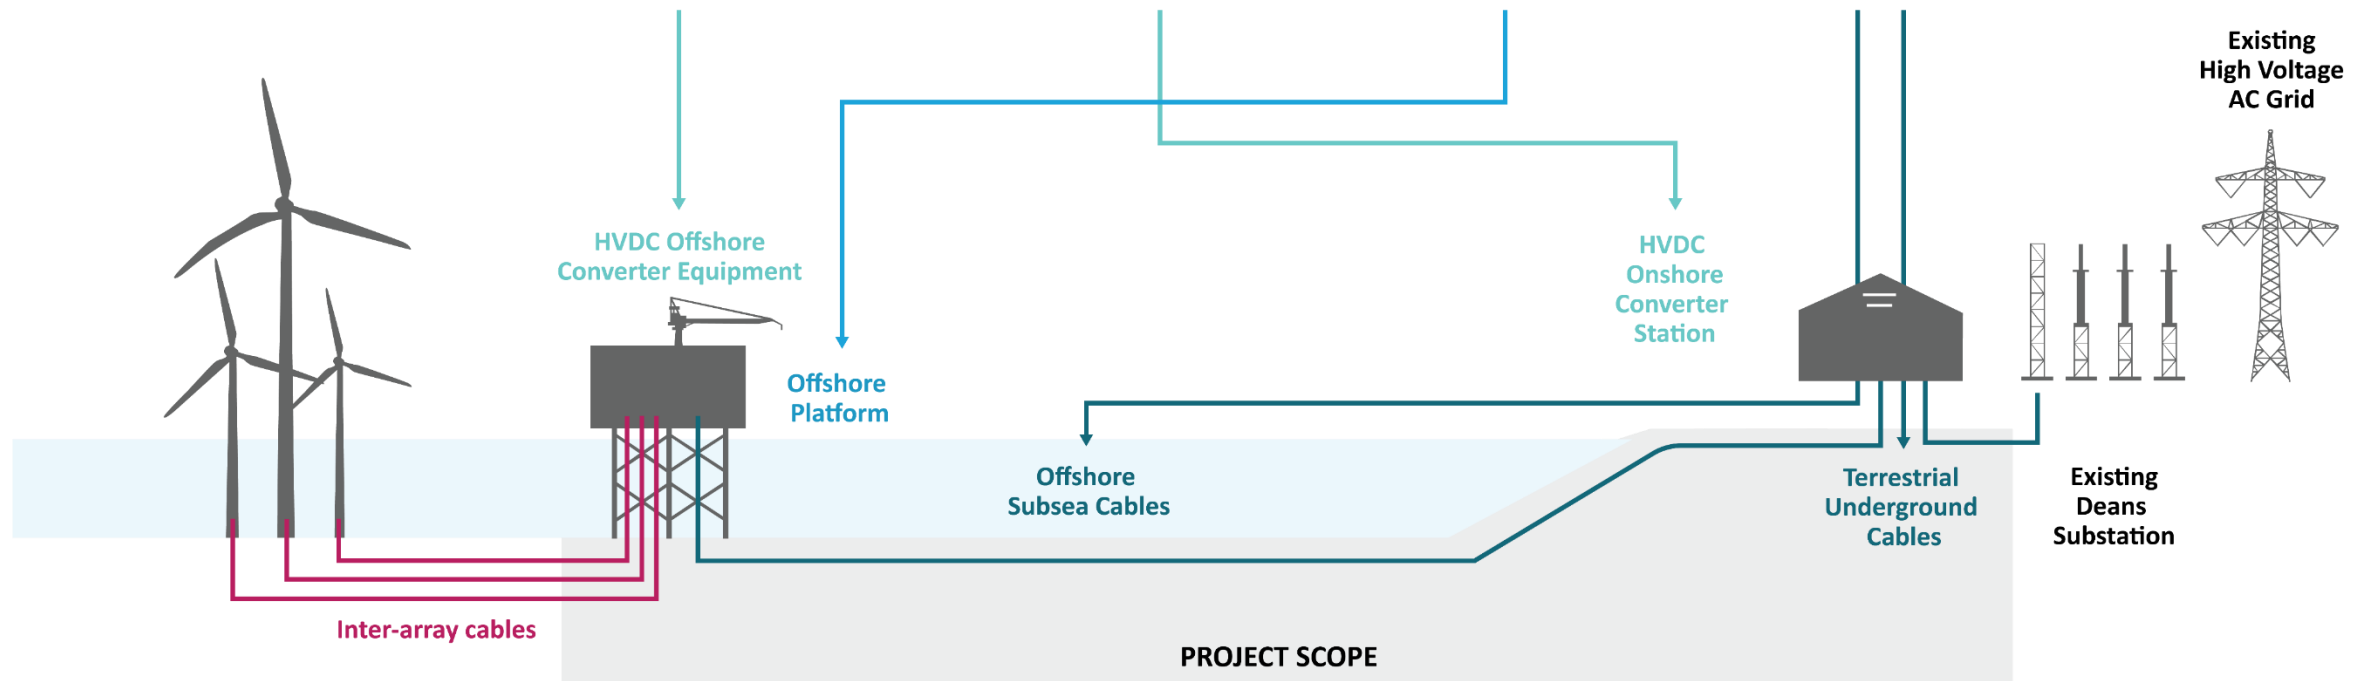 Existing
High Voltage
AC Grid
HVDC Offshore
Converter Equipment
HVDC
Onshore
Converter
Station
Offshore
Platform
Offshore
Subsea Cables
Terrestrial
Underground
Cables
Existing
Deans
Substation
Inter-array cables
PROJECT SCOPE